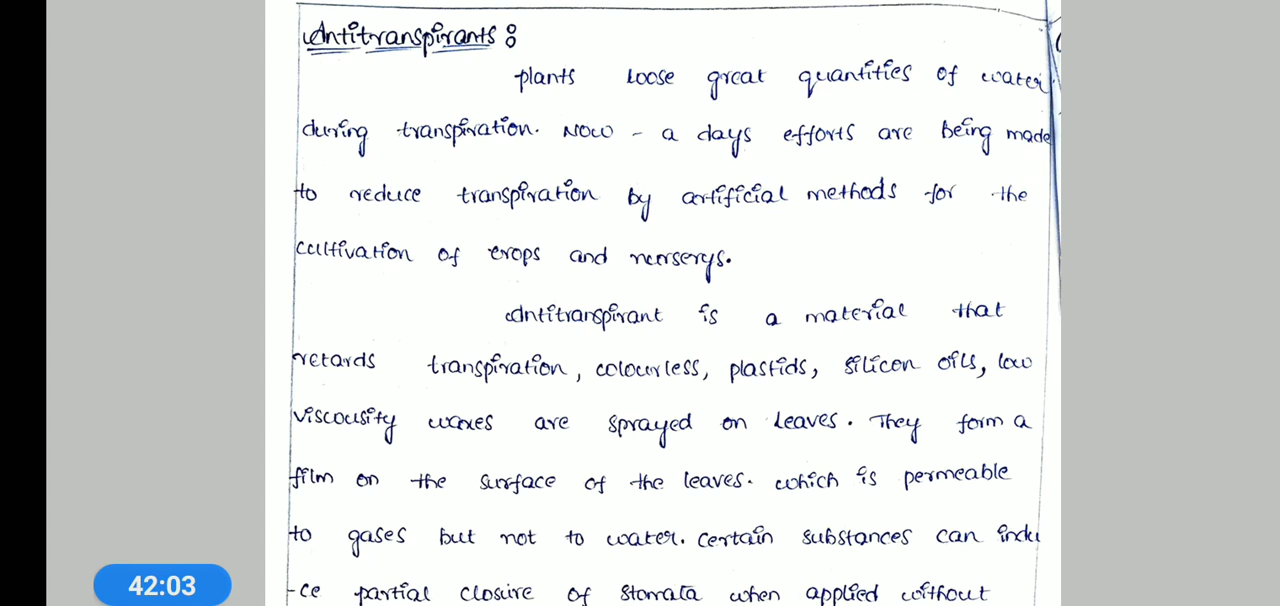 Antitranspirants :
plants loose great quantities of water
during transpiration. Now - a days efforts are being made
to reduce transpiration by artificial methods for the
cultivation of crops and nurserys.
Antitranspirant is a material that
retards transpiration, colourless, plastids, silicon oils, low
viscousity waxes are sprayed on leaves. They form a
film on the surface of the leaves. which is permeable
to gases but not to water. certain substances can indu
-ce partial closure of stomata when applied without
42:03